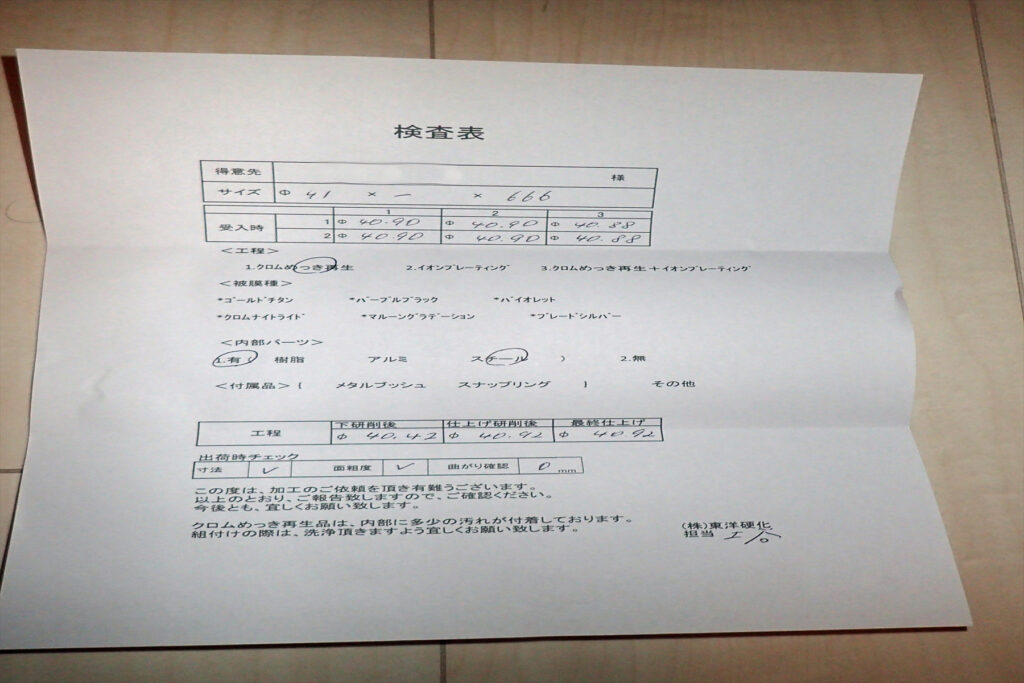 検査表
得意先 様
サイズ Φ 41 × － × 666
1 2 3
受入時 1 Φ 40.90 Φ 40.90 Φ 40.88
2 Φ 40.90 Φ 40.90 Φ 40.88
＜工程＞
1.クロムめっき再生 2.イオンプレーティング 3.クロムめっき再生＋イオンプレーティング
＜被膜種＞
*ゴールドチタン *パープルブラック *バイオレット
*クロムナイトライド *マルーングラデーション *ブレードシルバー
＜内部パーツ＞
1.有（ 樹脂 アルミ スチール ） 2.無
＜付属品＞｛ メタルブッシュ スナップリング ｝ その他
下研削後 仕上げ研削後 最終仕上げ
工程 Φ 40.42 Φ 40.92 Φ 40.92
出荷時チェック
寸法 ✓ 面粗度 ✓ 曲がり確認 0 mm
この度は、加工のご依頼を頂き有難うございます。
以上のとおり、ご報告致しますので、ご確認ください。
今後とも、宜しくお願い致します。
クロムめっき再生品は、内部に多少の汚れが付着しております。
組付けの際は、洗浄頂きますよう宜しくお願い致します。
(株)東洋硬化
担当